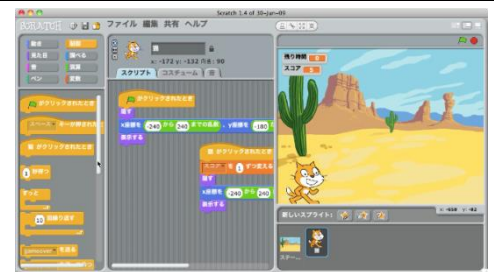 Scratch 1.4 of 30-Jun-09
SCRATCH ファイル 編集 共有 ヘルプ
動き 制御
見た目 調べる
音 演算
ペン 変数
猫
x: -172 y: -132 向き: 90
スクリプト コスチューム 音
がクリックされたとき
キーが押された
がクリックされたとき
1 秒待つ
ずっと
10 回繰り返す
gameover を送る
がクリックされたとき
隠す
x座標を -240 から 240 までの乱数 、y座標を -180
表示する
がクリックされたとき
スコア を 1 ずつ変える
隠す
x座標を -240 から 240
表示する
残り時間
スコア
新しいスプライト: